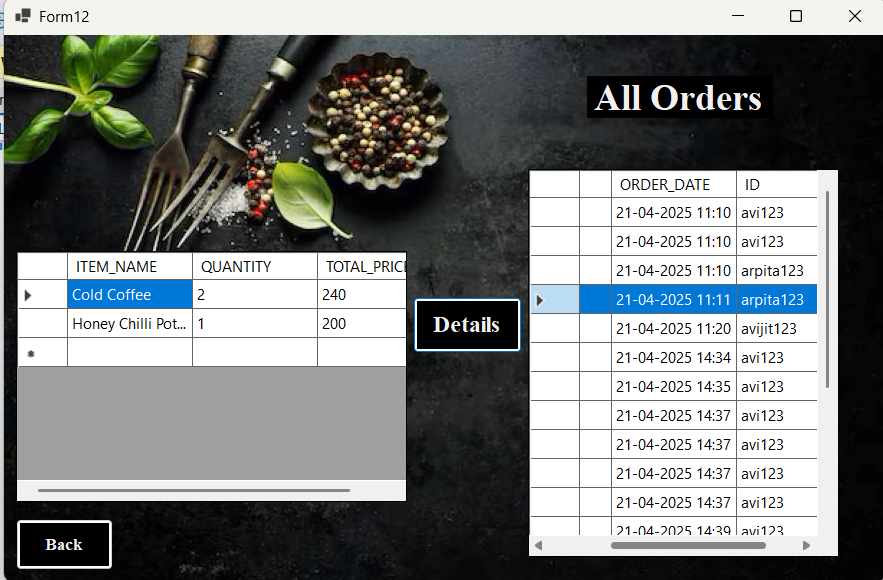 Form12
All Orders
ORDER_DATE ID
21-04-2025 11:10 avi123
21-04-2025 11:10 avi123
21-04-2025 11:10 arpita123
21-04-2025 11:11 arpita123
21-04-2025 11:20 avijit123
21-04-2025 14:34 avi123
21-04-2025 14:35 avi123
21-04-2025 14:37 avi123
21-04-2025 14:37 avi123
21-04-2025 14:37 avi123
21-04-2025 14:37 avi123
21-04-2025 14:39 avi123
ITEM_NAME QUANTITY TOTAL_PRICE
Cold Coffee 2 240
Honey Chilli Pot... 1 200
Details
Back